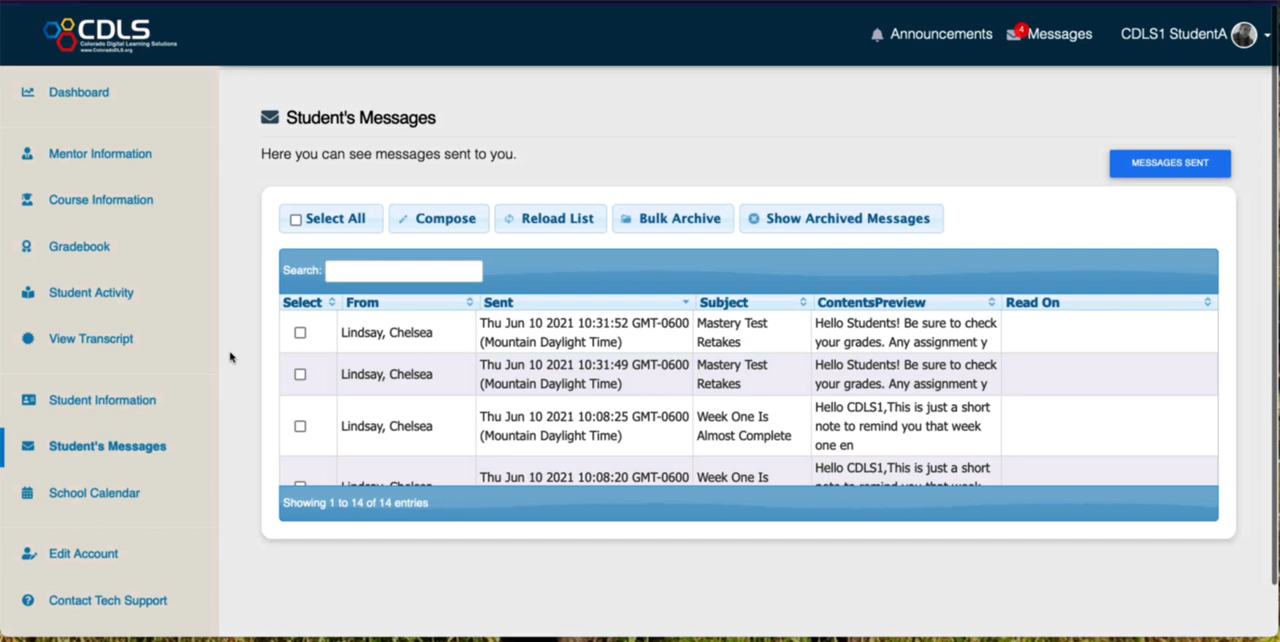 CDLS
Colorado Digital Learning Solutions
www.ColoradoDLS.org
Announcements
4
Messages
CDLS1 StudentA
Dashboard
Mentor Information
Course Information
Gradebook
Student Activity
View Transcript
Student Information
Student's Messages
School Calendar
Edit Account
Contact Tech Support
Student's Messages
Here you can see messages sent to you.
MESSAGES SENT
Select All
Compose
Reload List
Bulk Archive
Show Archived Messages
Search:
Select From Sent Subject ContentsPreview Read On
Lindsay, Chelsea
Thu Jun 10 2021 10:31:52 GMT-0600
(Mountain Daylight Time)
Mastery Test
Retakes
Hello Students! Be sure to check
your grades. Any assignment y
Lindsay, Chelsea
Thu Jun 10 2021 10:31:49 GMT-0600
(Mountain Daylight Time)
Mastery Test
Retakes
Hello Students! Be sure to check
your grades. Any assignment y
Lindsay, Chelsea
Thu Jun 10 2021 10:08:25 GMT-0600
(Mountain Daylight Time)
Week One Is
Almost Complete
Hello CDLS1,This is just a short
note to remind you that week
one en
Lindsay, Chelsea
Thu Jun 10 2021 10:08:20 GMT-0600
Week One Is
Hello CDLS1,This is just a short
note to remind you that week
Showing 1 to 14 of 14 entries